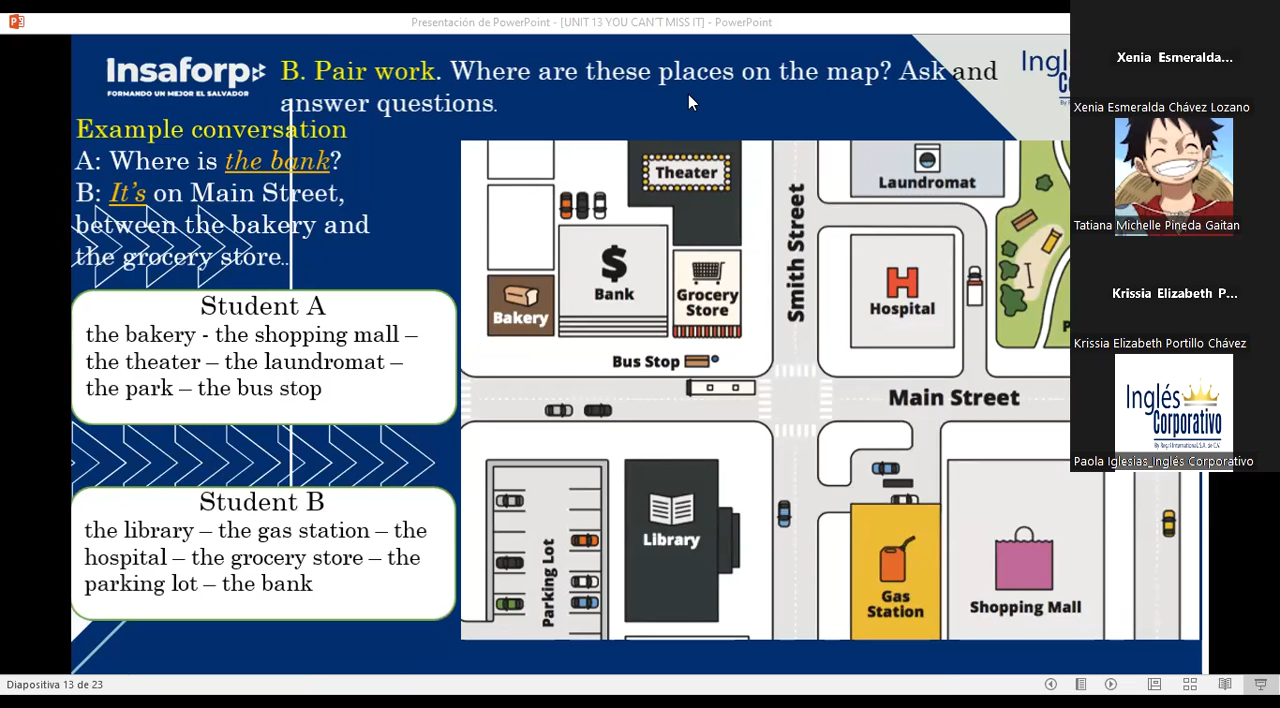 Presentación de PowerPoint - [UNIT 13 YOU CAN'T MISS IT] - PowerPoint
Insaforp
FORMANDO UN MEJOR EL SALVADOR
B. Pair work. Where are these places on the map? Ask and
answer questions.
Example conversation
A: Where is the bank?
B: It's on Main Street,
between the bakery and
the grocery store..
Student A
the bakery - the shopping mall –
the theater – the laundromat –
the park – the bus stop
Student B
the library – the gas station – the
hospital – the grocery store – the
parking lot – the bank
Theater
Smith Street
Laundromat
$
Bank
Bakery
Grocery
Store
H
Hospital
Bus Stop
Main Street
Parking Lot
Library
Gas
Station
Shopping Mall
Xenia Esmeralda...
Xenia Esmeralda Chávez Lozano
Tatiana Michelle Pineda Gaitan
Krissia Elizabeth P...
Krissia Elizabeth Portillo Chávez
Inglés
Corporativo
By Regal International, S.A. de C.V.
Paola Iglesias_Inglés Corporativo
Diapositiva 13 de 23